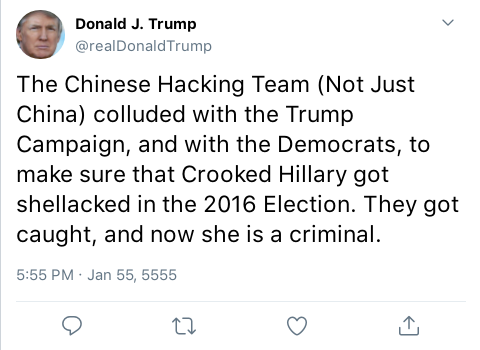 Donald J. Trump
@realDonaldTrump
The Chinese Hacking Team (Not Just
China) colluded with the Trump
Campaign, and with the Democrats, to
make sure that Crooked Hillary got
shellacked in the 2016 Election. They got
caught, and now she is a criminal.
5:55 PM · Jan 55, 5555